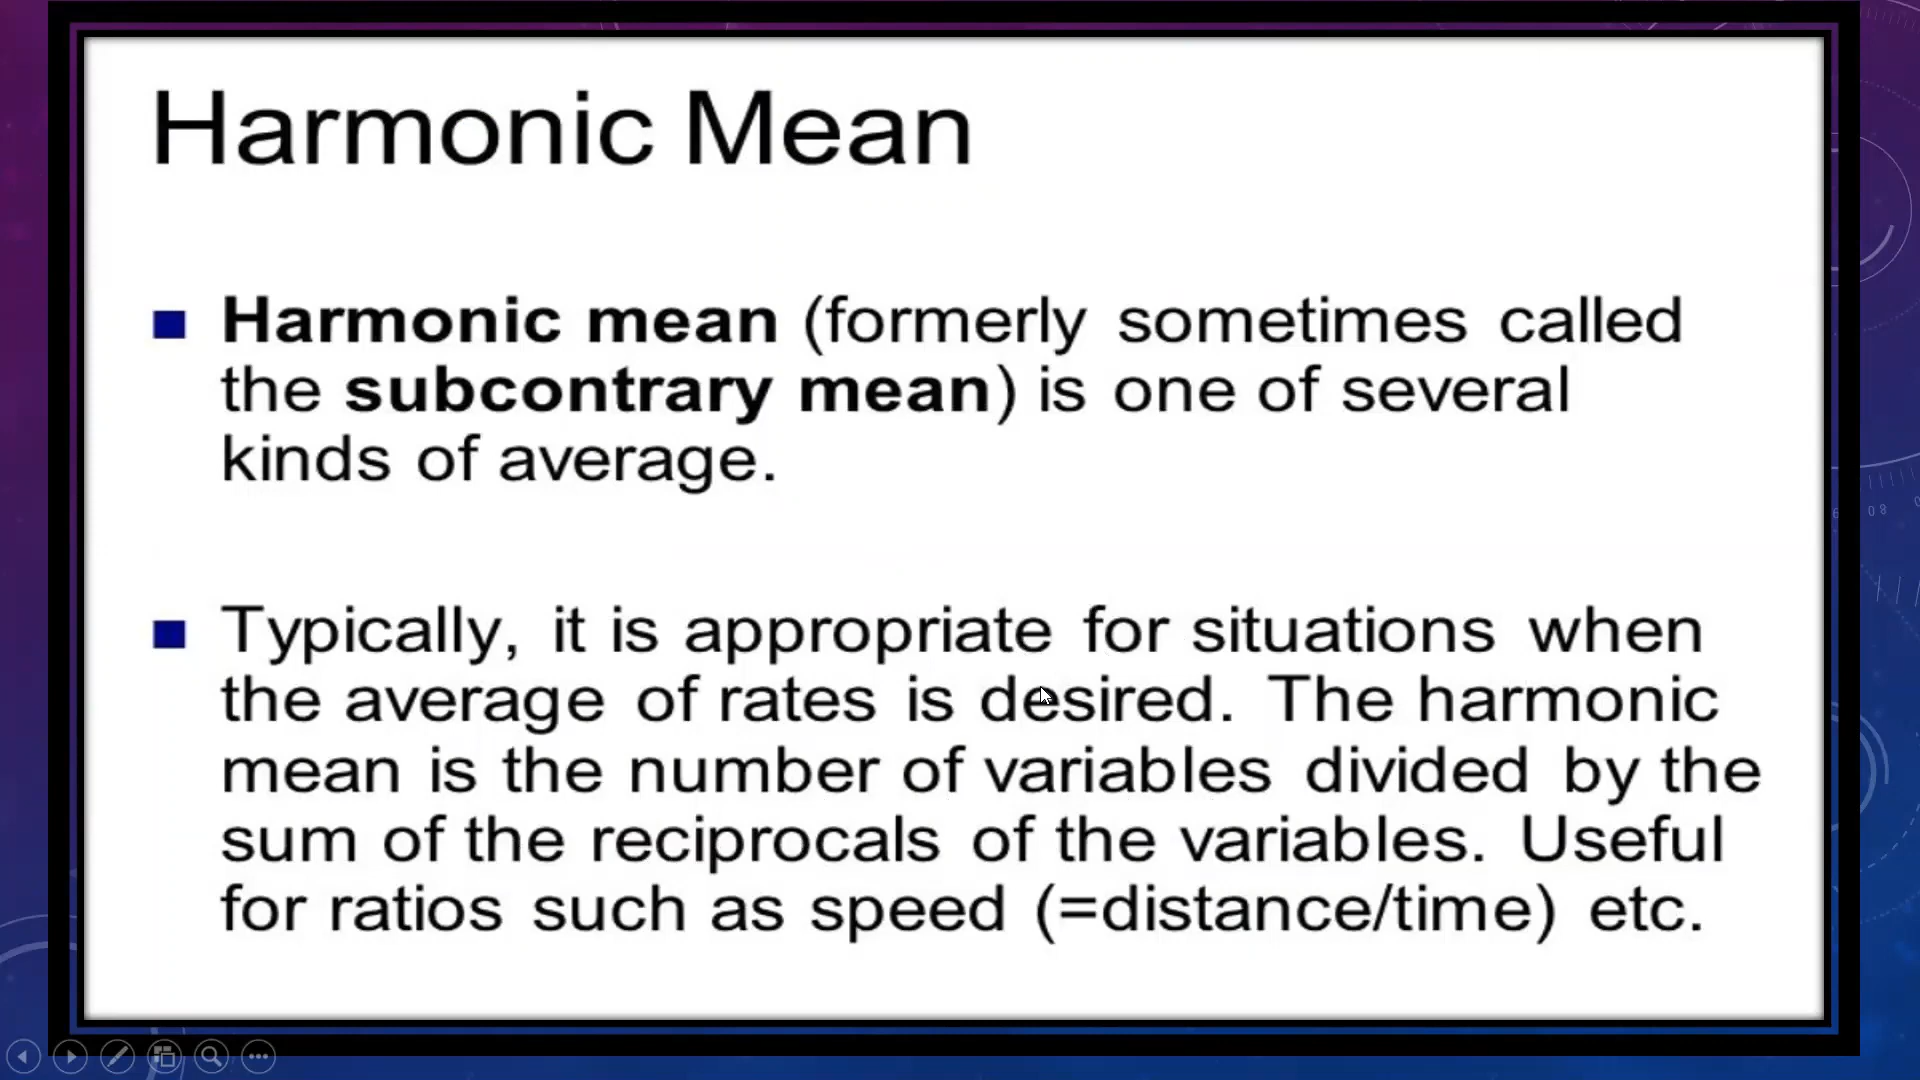 Harmonic Mean
Harmonic mean (formerly sometimes called
the subcontrary mean) is one of several
kinds of average.
Typically, it is appropriate for situations when
the average of rates is desired. The harmonic
mean is the number of variables divided by the
sum of the reciprocals of the variables. Useful
for ratios such as speed (=distance/time) etc.